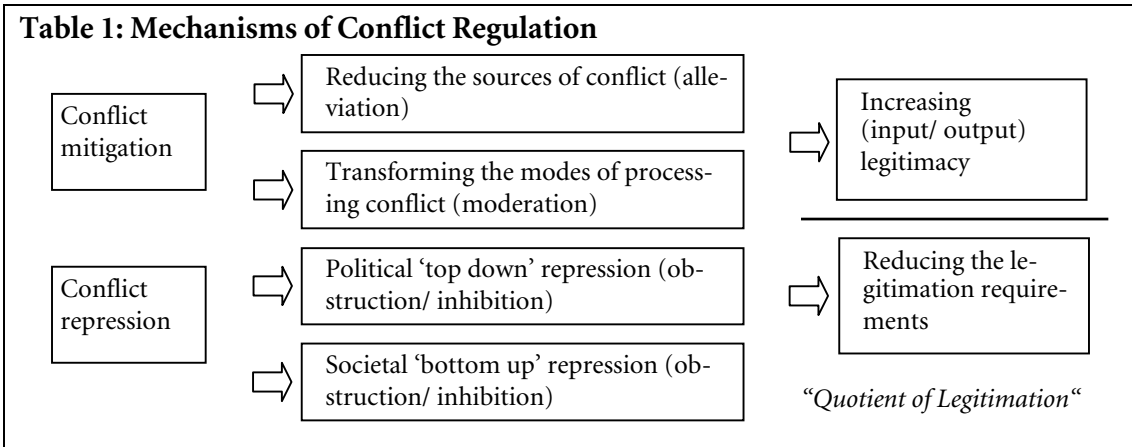 Table 1: Mechanisms of Conflict Regulation
Conflict
mitigation
Reducing the sources of conflict (alle-
viation)
Transforming the modes of process-
ing conflict (moderation)
Increasing
(input/ output)
legitimacy
Conflict
repression
Political ‘top down’ repression (ob-
struction/ inhibition)
Societal ‘bottom up’ repression (ob-
struction/ inhibition)
Reducing the le-
gitimation require-
ments
“Quotient of Legitimation“